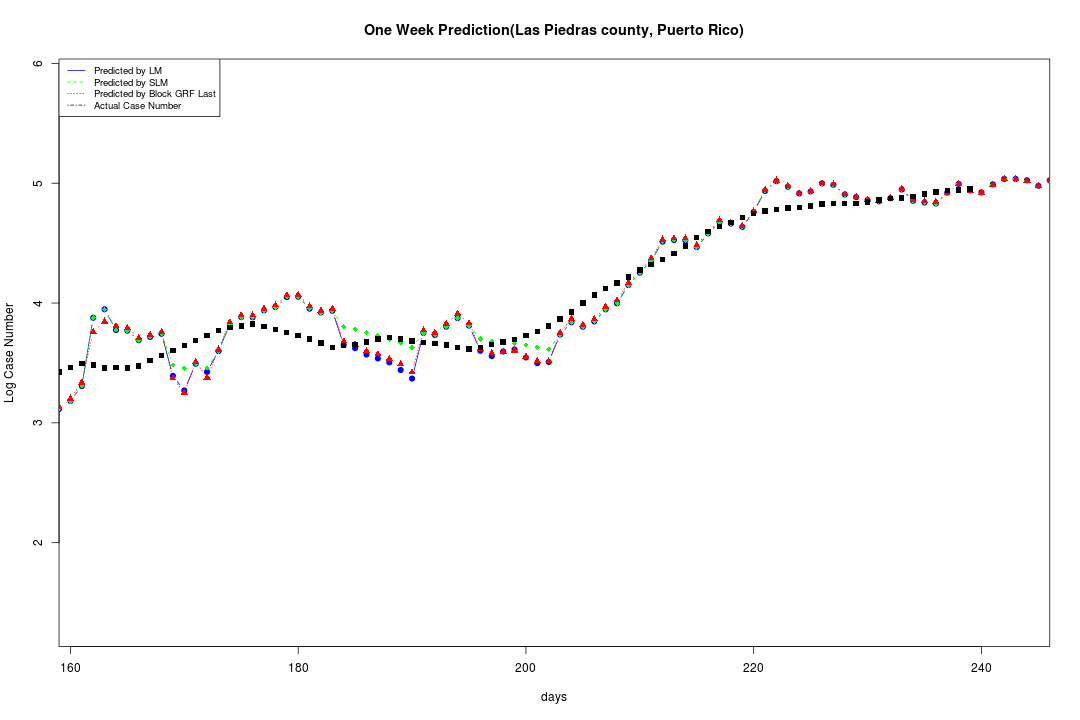 One Week Prediction(Las Piedras county, Puerto Rico)
Predicted by LM
Predicted by SLM
Predicted by Block GRF Last
Actual Case Number
6
5
4
3
2
Log Case Number
160 180 200 220 240
days